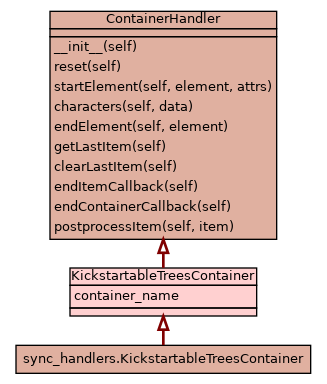 ContainerHandler
__init__(self)
reset(self)
startElement(self, element, attrs)
characters(self, data)
endElement(self, element)
getLastItem(self)
clearLastItem(self)
endItemCallback(self)
endContainerCallback(self)
postprocessItem(self, item)
KickstartableTreesContainer
container_name
sync_handlers.KickstartableTreesContainer